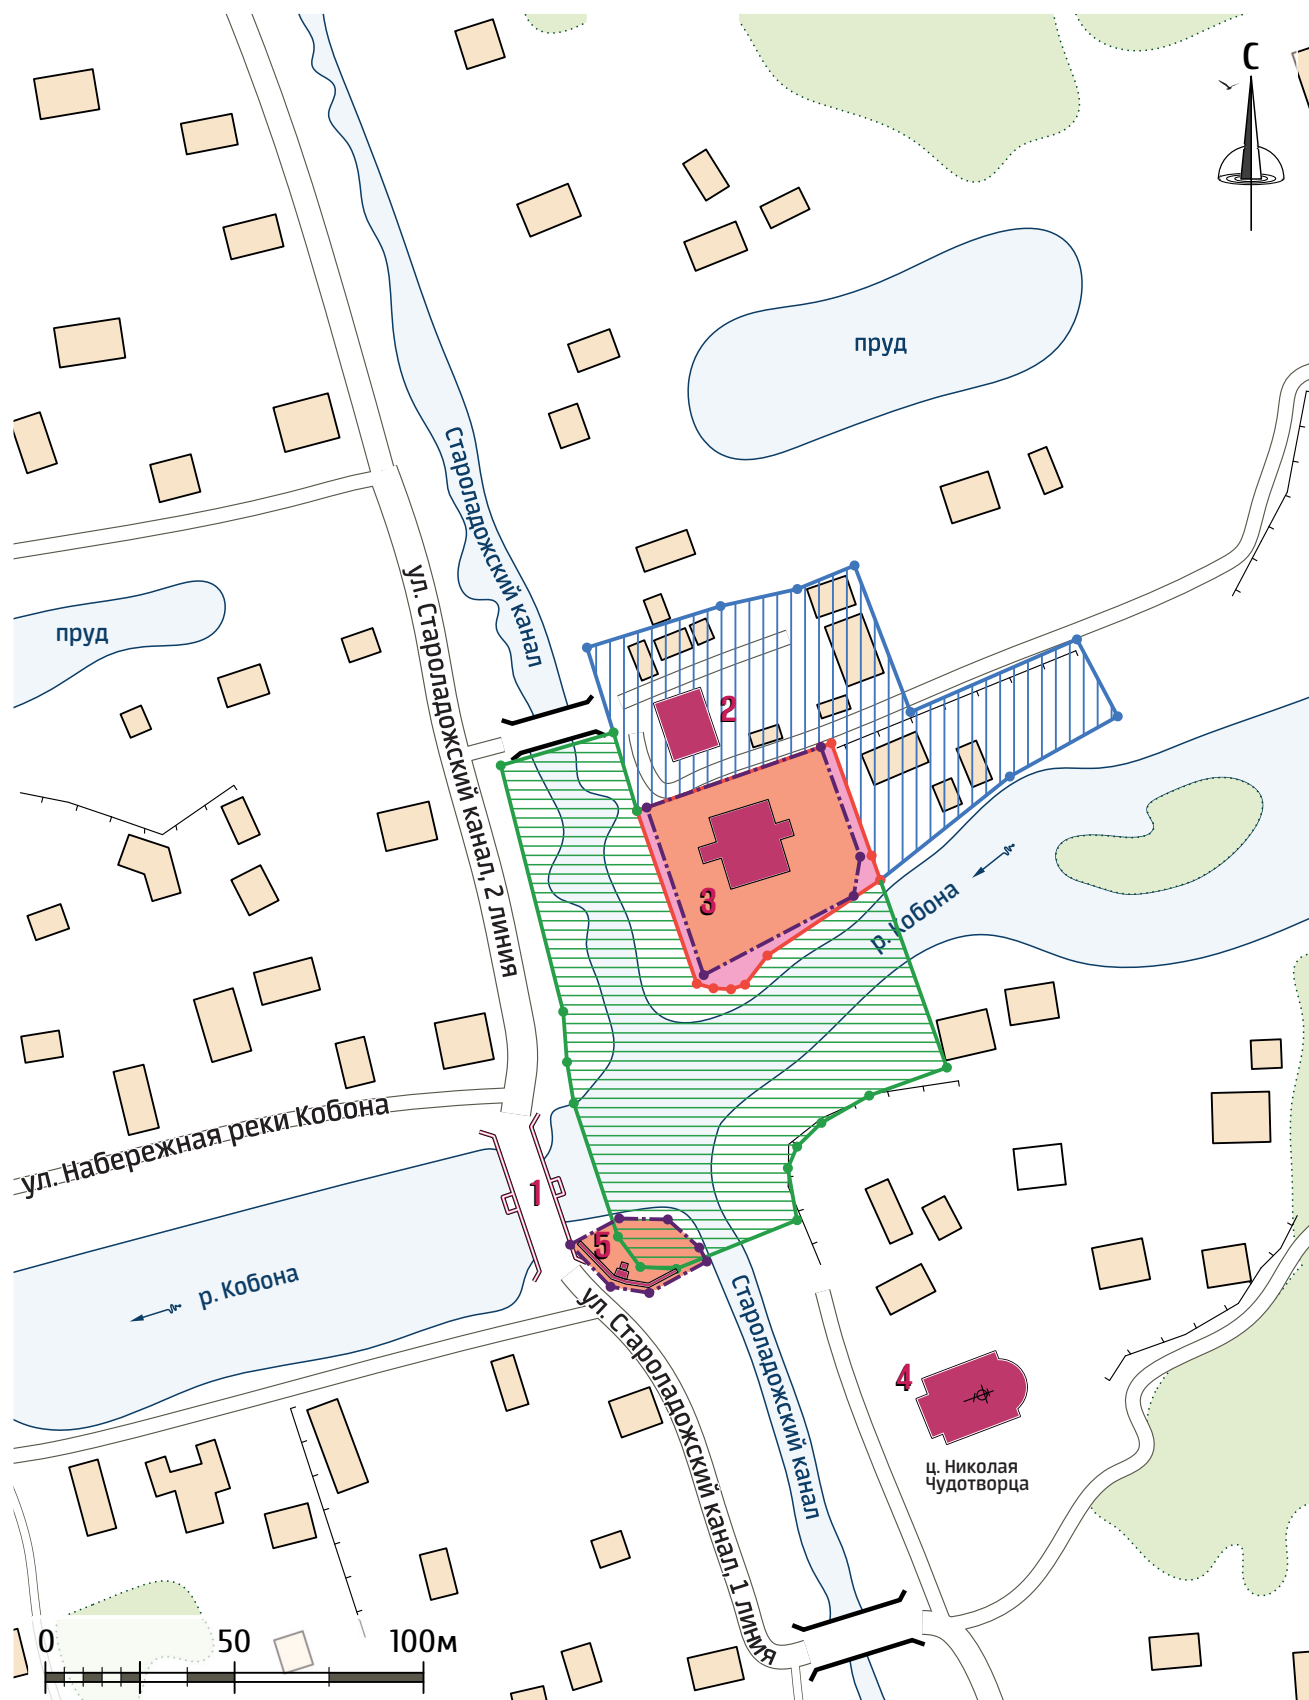 С
пруд
Староладожский канал
ул. Староладожский канал, 2 линия
пруд
2
3
р. Кобона
ул. Набережная реки Кобона
1
5
р. Кобона
ул. Староладожский канал, 1 линия
Староладожский канал
4
ц. Николая
Чудотворца
0 50 100м